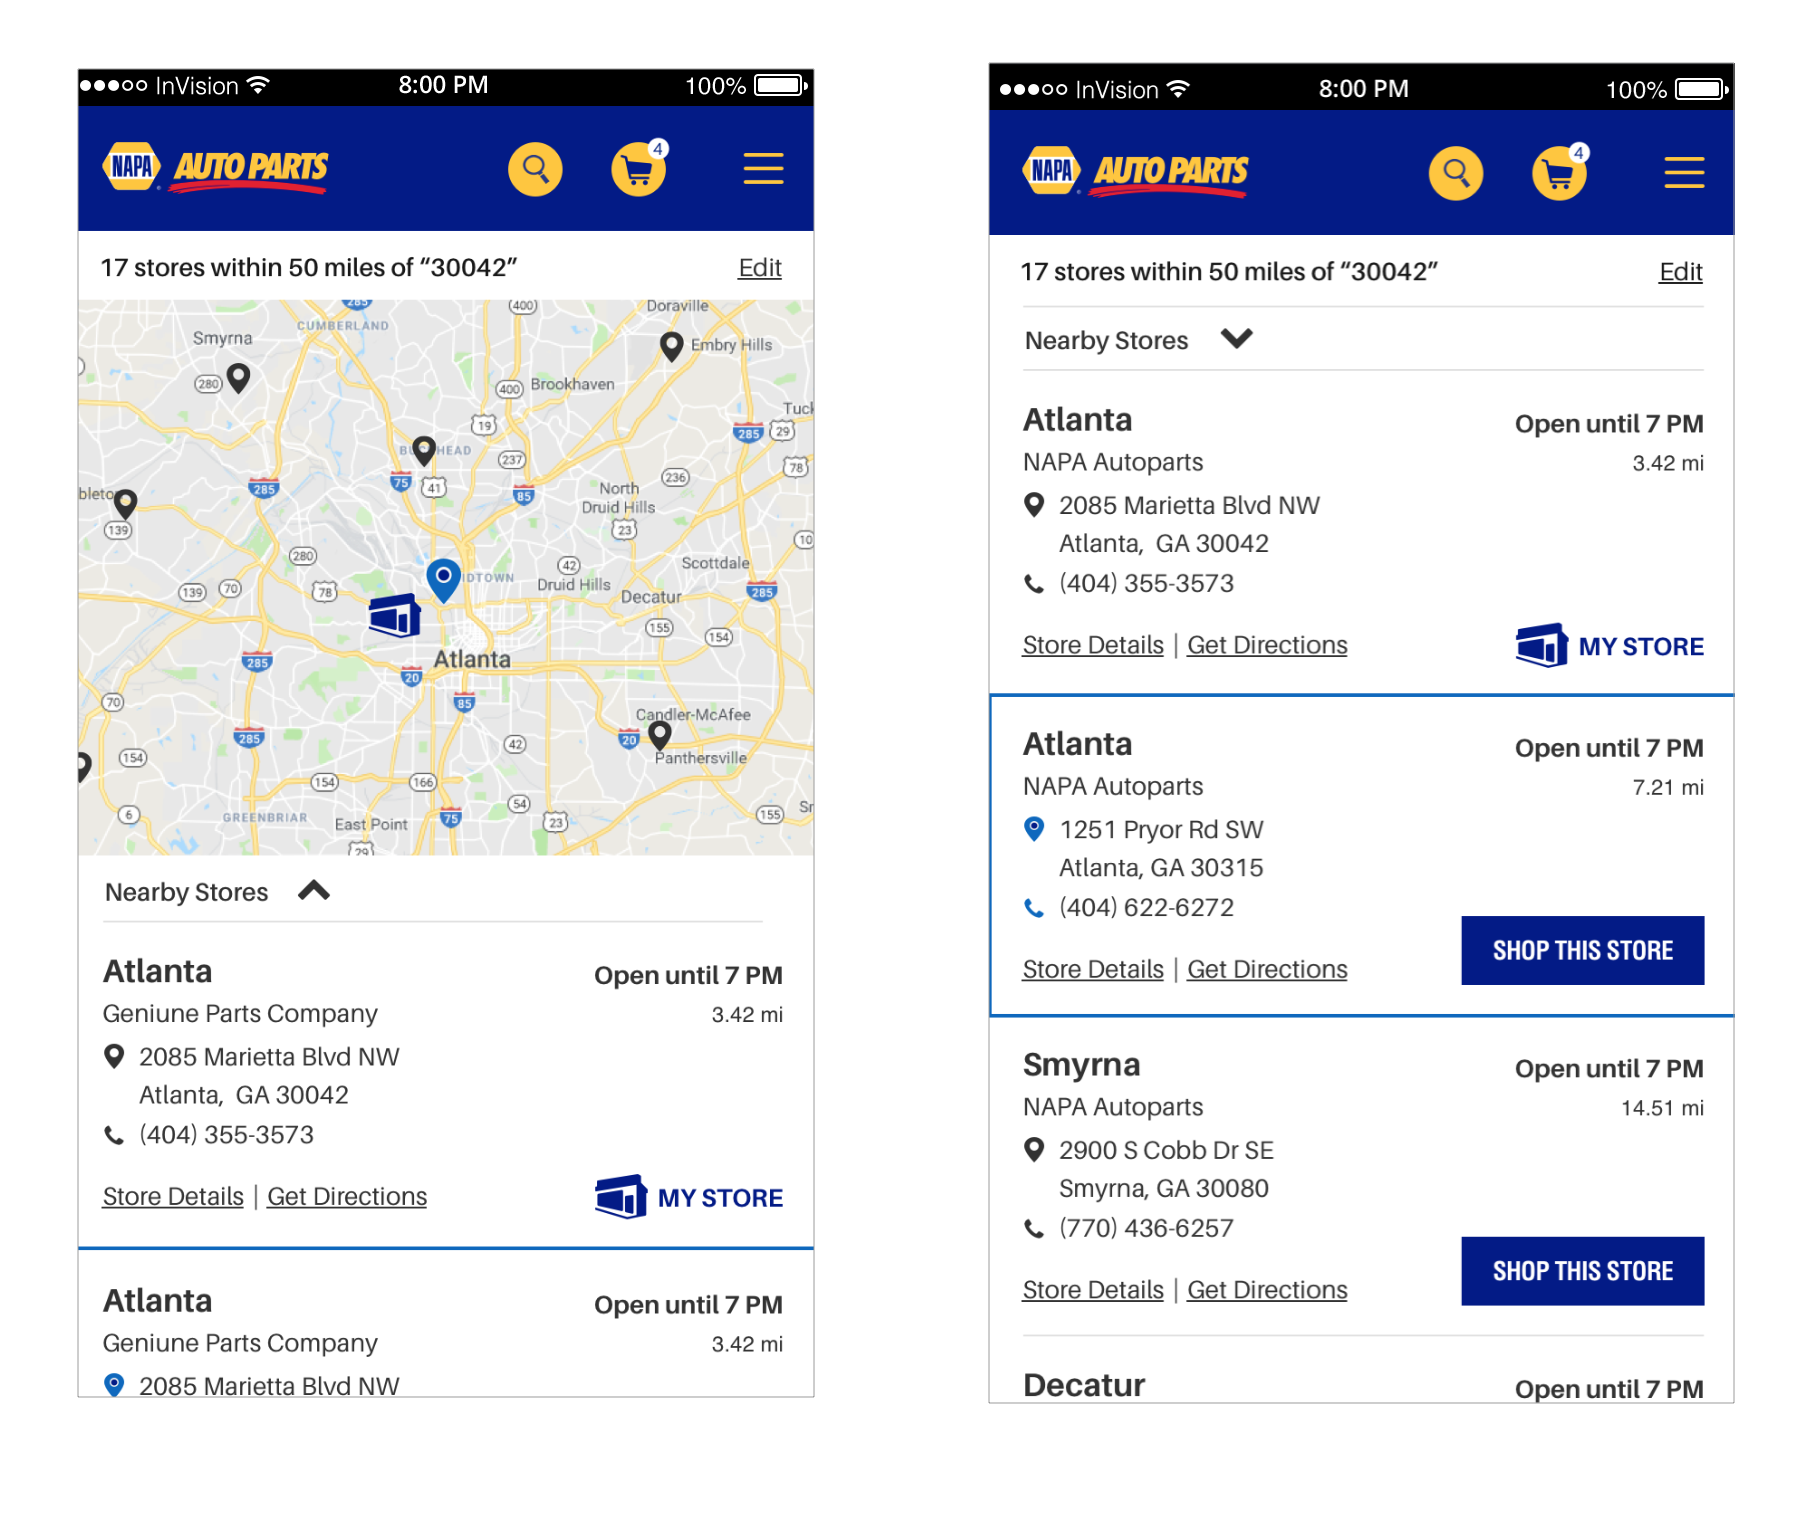 InVision 8:00 PM 100%
NAPA AUTO PARTS 4
17 stores within 50 miles of “30042” Edit
285
400
Doraville
CUMBERLAND
Smyrna
Embry Hills
280
400
Brookhaven
Tuck
19
285
29
BU HEAD
237
78
75
41
85
236
285
North
Druid Hills
bleto
139
23
10
280
42
Scottdale
IDTOWN
Druid Hills
139
70
78
Decatur
285
155
154
Atlanta
285
20
85
70
Candler-McAfee
285
20
42
154
Panthersville
154
166
54
6
GREENBRIAR
East Point
75
23
155
Sr
29
Nearby Stores
Atlanta Open until 7 PM
Geniune Parts Company 3.42 mi
2085 Marietta Blvd NW
Atlanta, GA 30042
(404) 355-3573
Store Details | Get Directions MY STORE
Atlanta Open until 7 PM
Geniune Parts Company 3.42 mi
2085 Marietta Blvd NW
InVision 8:00 PM 100%
NAPA AUTO PARTS 4
17 stores within 50 miles of “30042” Edit
Nearby Stores
Atlanta Open until 7 PM
NAPA Autoparts 3.42 mi
2085 Marietta Blvd NW
Atlanta, GA 30042
(404) 355-3573
Store Details | Get Directions MY STORE
Atlanta Open until 7 PM
NAPA Autoparts 7.21 mi
1251 Pryor Rd SW
Atlanta, GA 30315
(404) 622-6272
Store Details | Get Directions SHOP THIS STORE
Smyrna Open until 7 PM
NAPA Autoparts 14.51 mi
2900 S Cobb Dr SE
Smyrna, GA 30080
(770) 436-6257
Store Details | Get Directions SHOP THIS STORE
Decatur Open until 7 PM